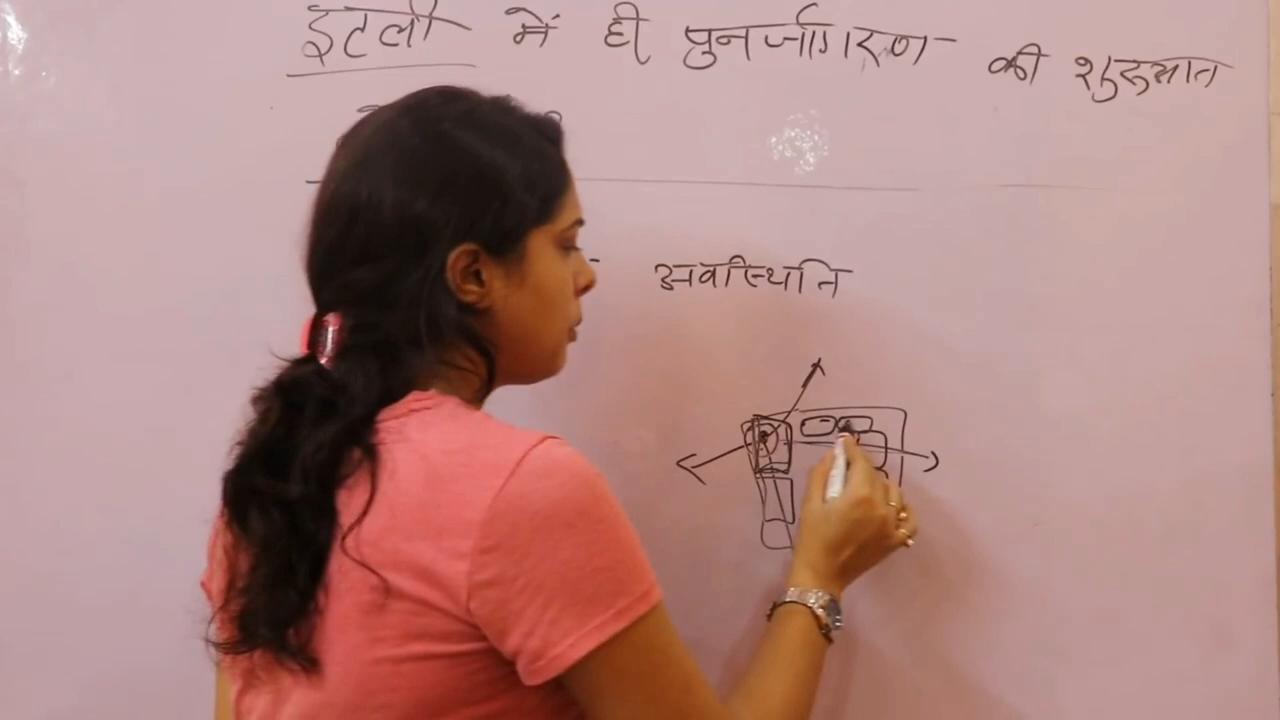 इटली में ही पुनर्जागरण की शुरुआत
अवस्थिति